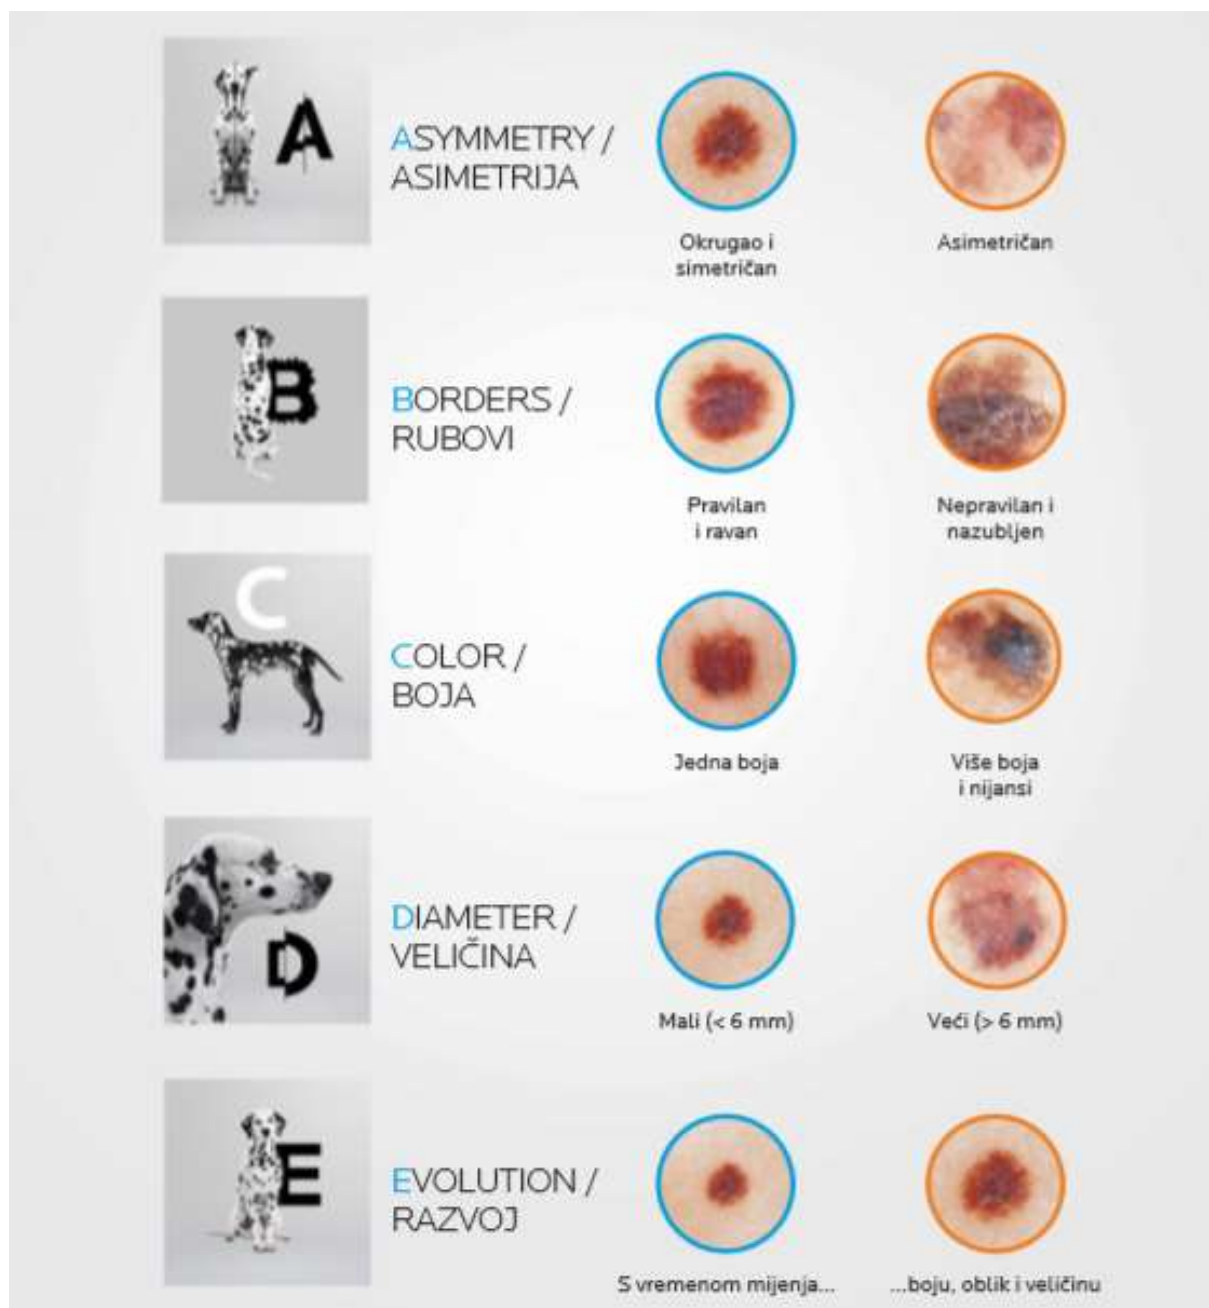 A
ASYMMETRY /
ASIMETRIJA
Okrugao i
simetričan
Asimetričan
B
BORDERS /
RUBOVI
Pravilan
i ravan
Nepravilan i
nazubljen
C
COLOR /
BOJA
Jedna boja
Više boja
i nijansi
D
DIAMETER /
VELIČINA
Mali (< 6 mm)
Veći (> 6 mm)
E
EVOLUTION /
RAZVOJ
S vremenom mijenja...
...boju, oblik i veličinu